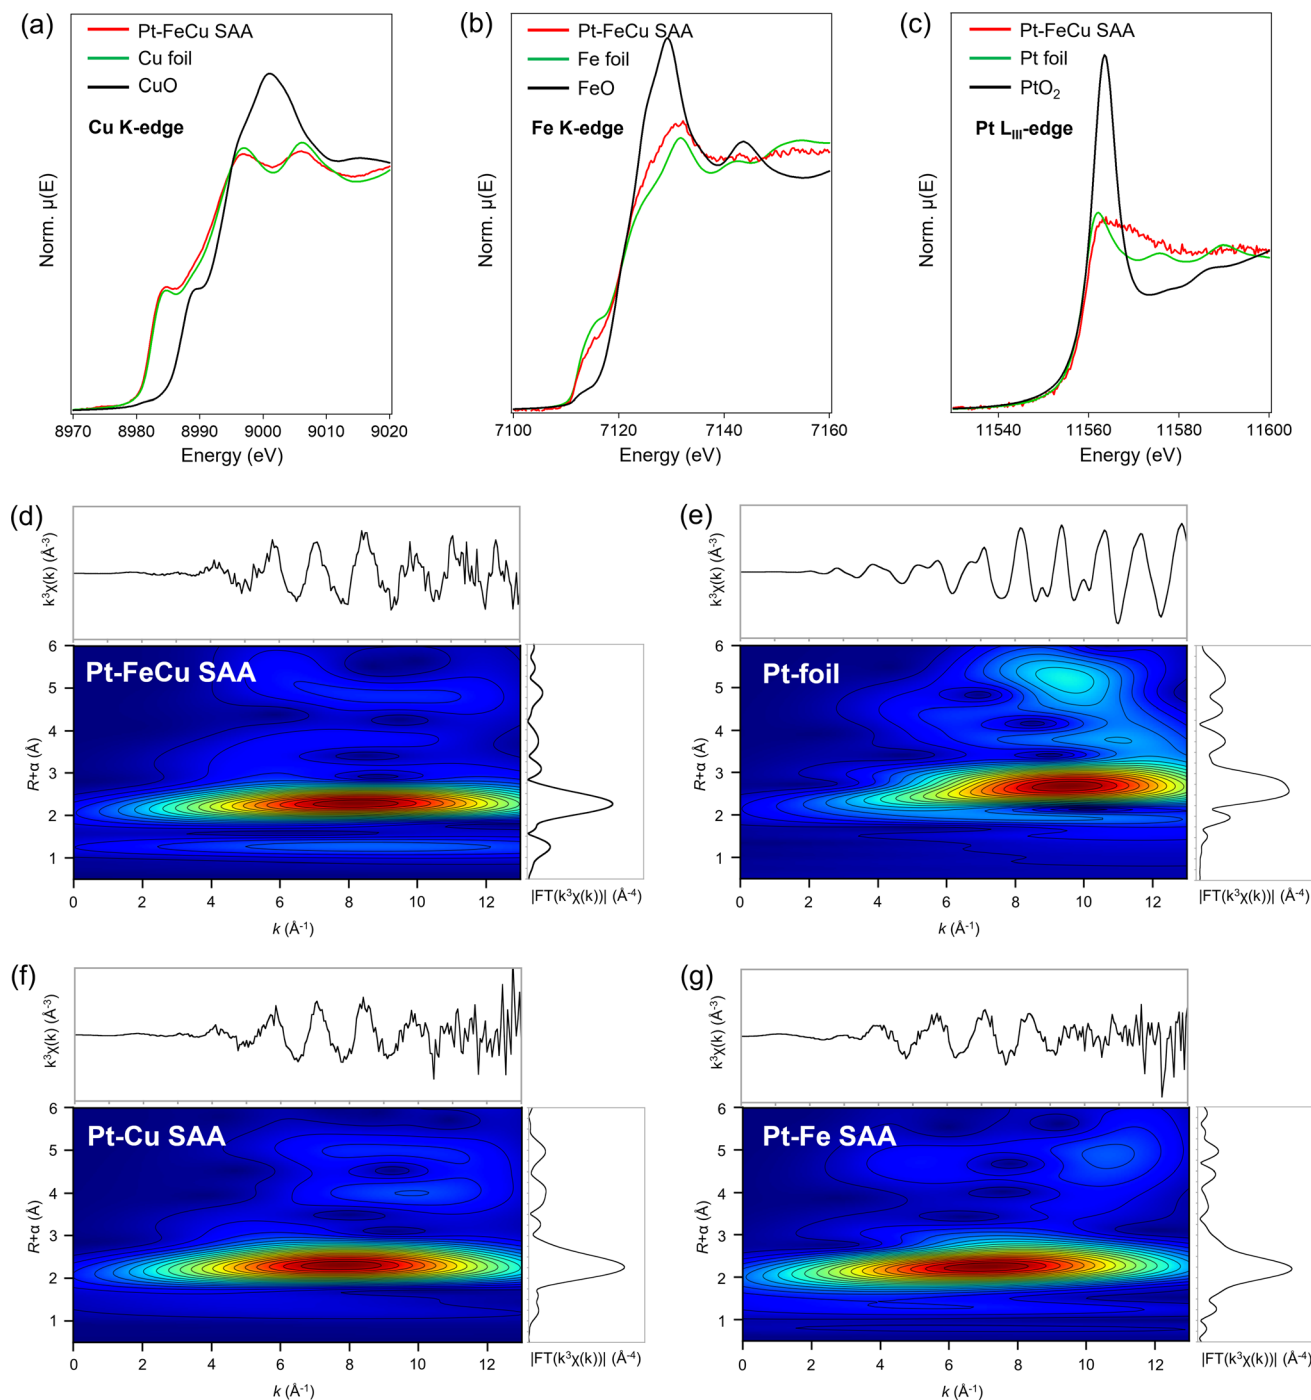 (a)
Pt-FeCu SAA
Cu foil
CuO
Cu K-edge
Norm. μ(E)
8970 8980 8990 9000 9010 9020
Energy (eV)
(b)
Pt-FeCu SAA
Fe foil
FeO
Fe K-edge
Norm. μ(E)
7100 7120 7140 7160
Energy (eV)
(c)
Pt-FeCu SAA
Pt foil
PtO₂
Pt L_III-edge
Norm. μ(E)
11540 11560 11580 11600
Energy (eV)
(d)
k³χ(k) (Å⁻³)
Pt-FeCu SAA
6
5
4
3
2
1
R+α (Å)
0 2 4 6 8 10 12
k (Å⁻¹)
|FT(k³χ(k))| (Å⁻⁴)
(e)
k³χ(k) (Å⁻³)
Pt-foil
6
5
4
3
2
1
R+α (Å)
0 2 4 6 8 10 12
k (Å⁻¹)
|FT(k³χ(k))| (Å⁻⁴)
(f)
k³χ(k) (Å⁻³)
Pt-Cu SAA
6
5
4
3
2
1
R+α (Å)
0 2 4 6 8 10 12
k (Å⁻¹)
|FT(k³χ(k))| (Å⁻⁴)
(g)
k³χ(k) (Å⁻³)
Pt-Fe SAA
6
5
4
3
2
1
R+α (Å)
0 2 4 6 8 10 12
k (Å⁻¹)
|FT(k³χ(k))| (Å⁻⁴)